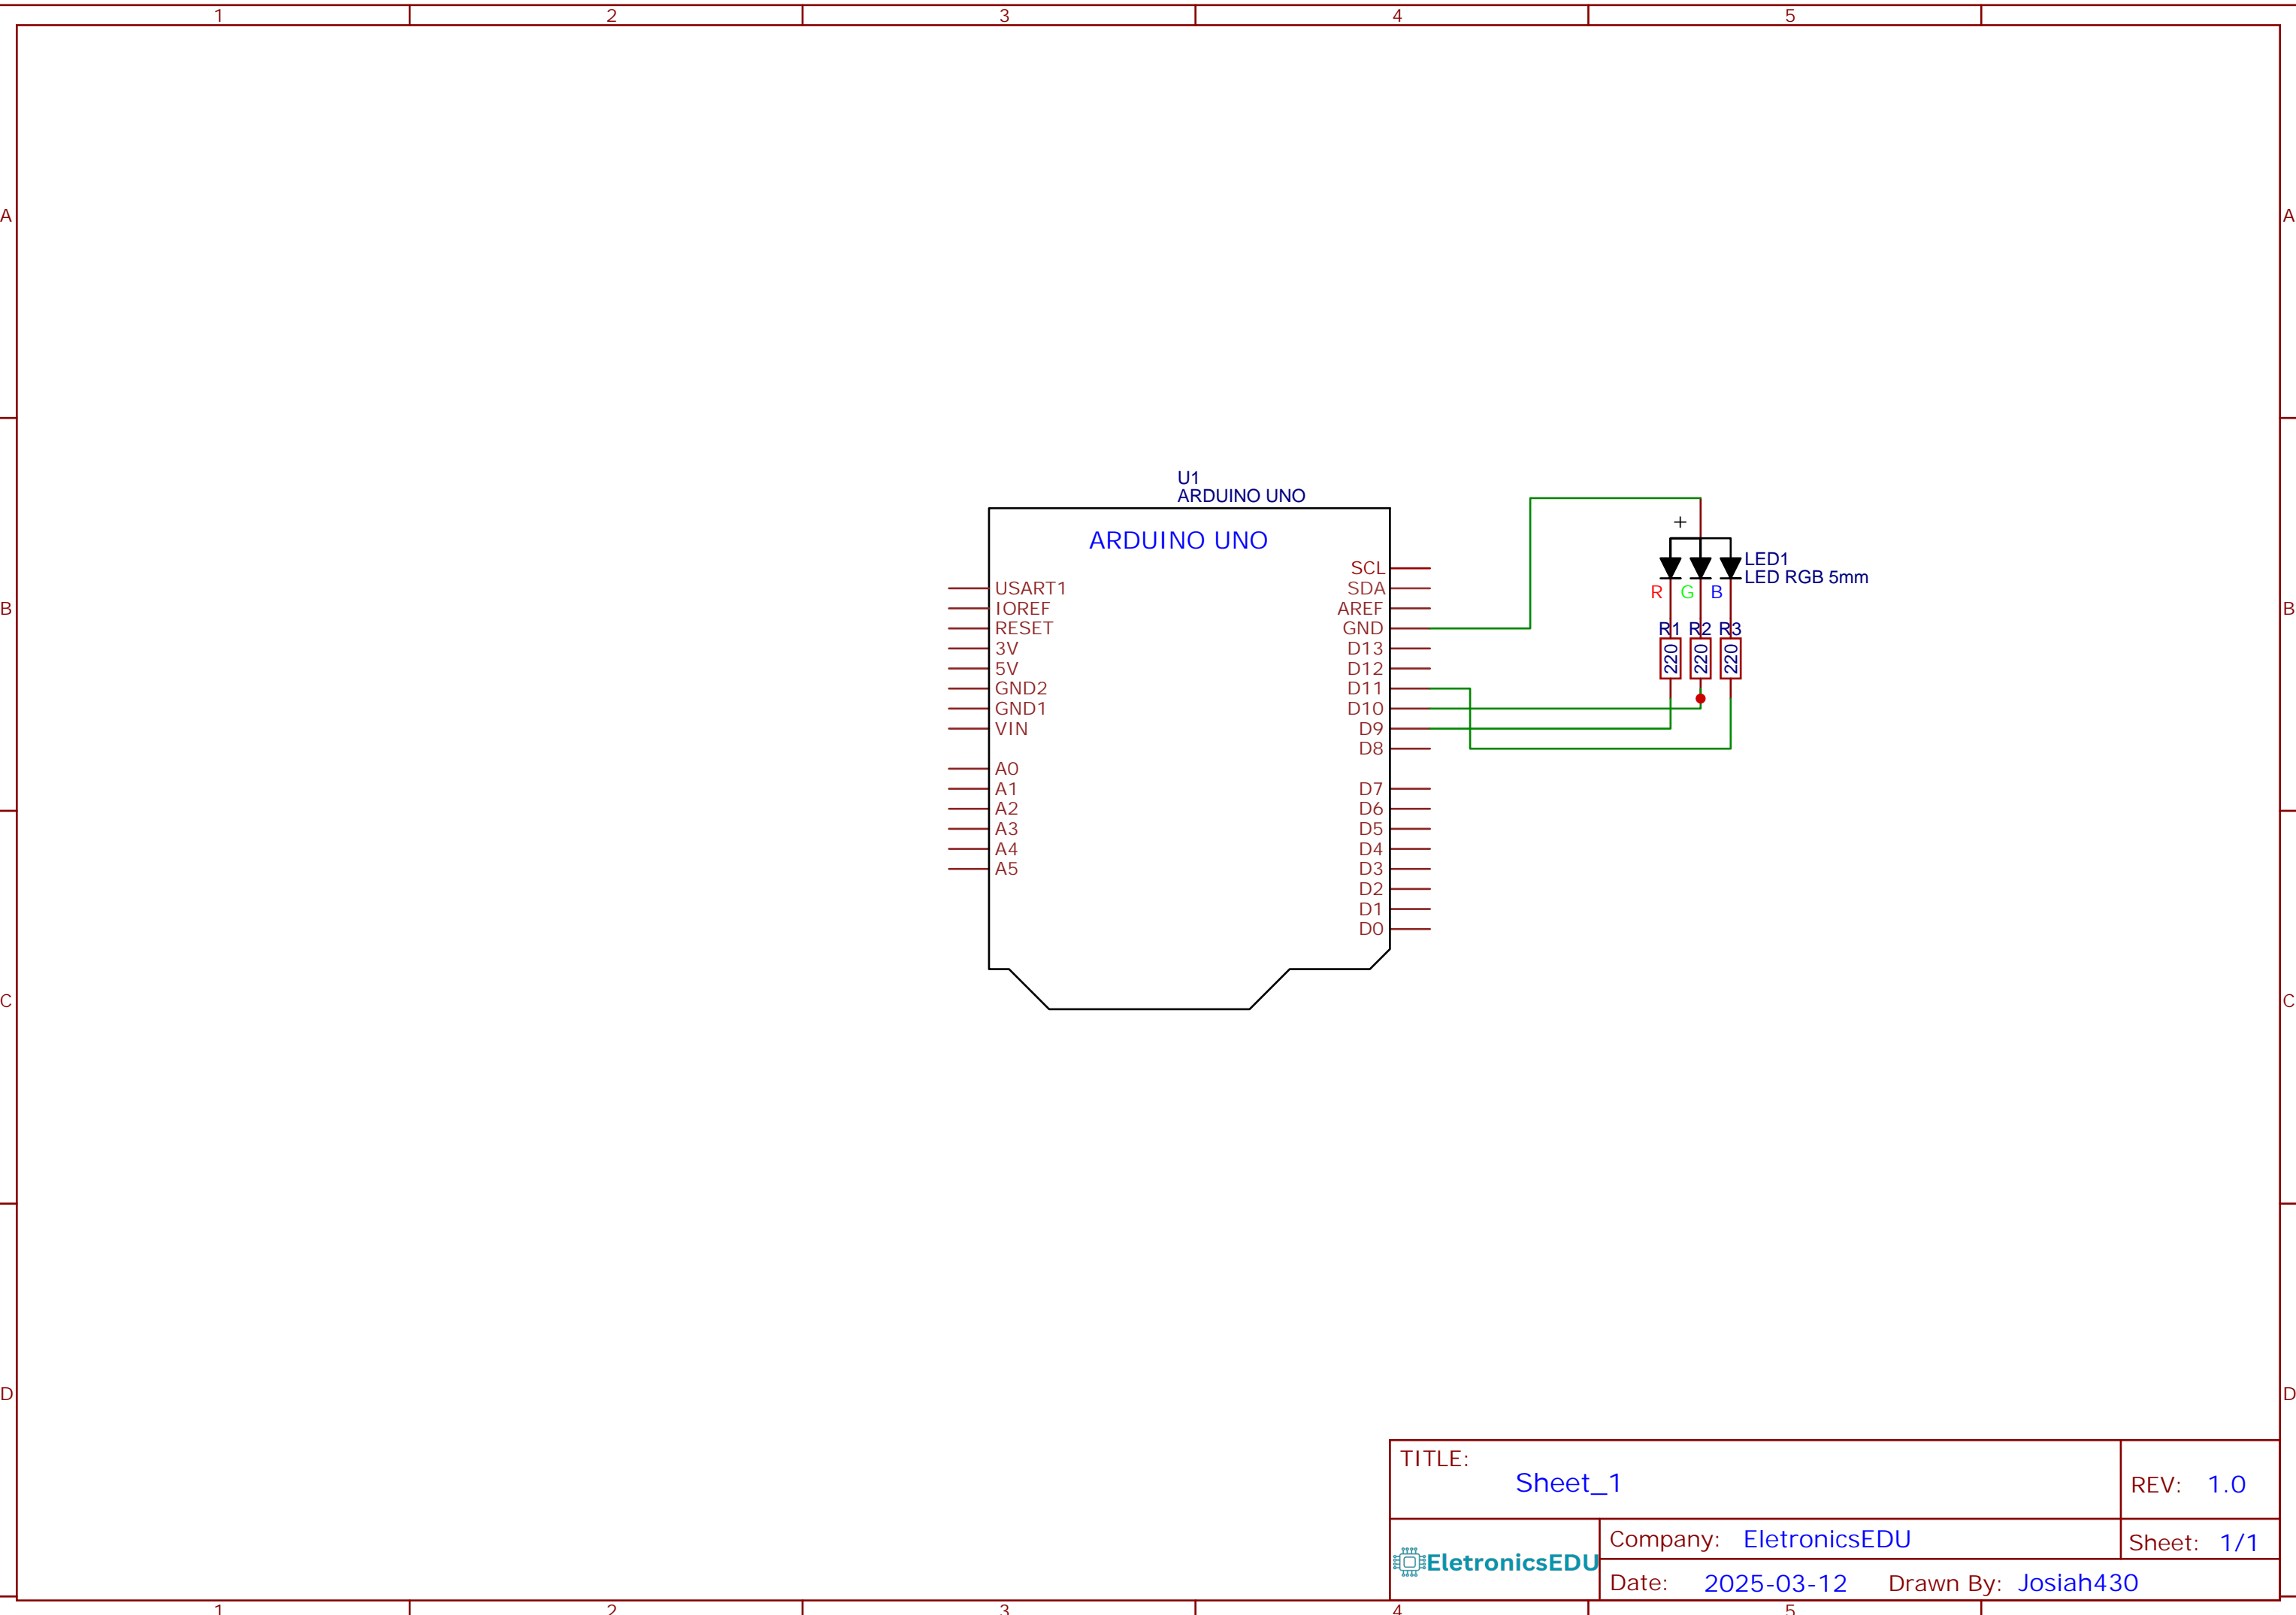 1 2 3 4 5
A A
U1
ARDUINO UNO
ARDUINO UNO
SCL
USART1 SDA
IOREF AREF
RESET GND
3V D13
5V D12
GND2 D11
GND1 D10
VIN D9
D8
A0
A1 D7
A2 D6
A3 D5
A4 D4
A5 D3
D2
D1
D0
+
LED1
LED RGB 5mm
R G B
R1 R2 R3
220 220 220
B B
C C
D D
TITLE:
Sheet_1
REV: 1.0
EletronicsEDU
Company: EletronicsEDU
Sheet: 1/1
Date: 2025-03-12 Drawn By: Josiah430
1 2 3 4 5